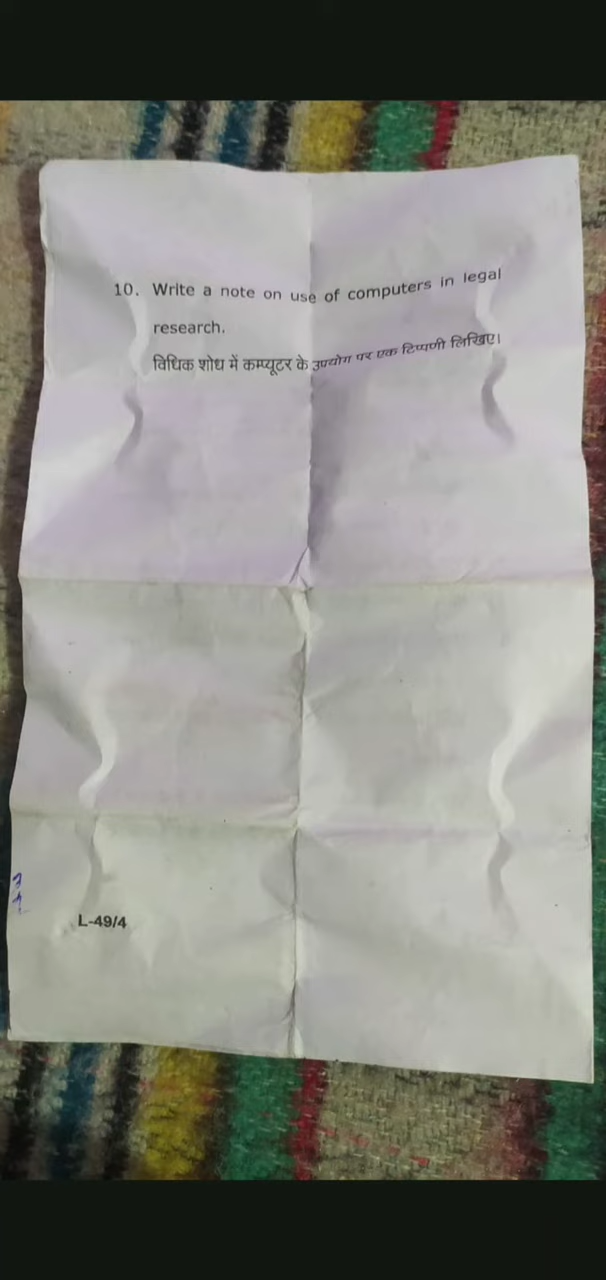 10. Write a note on use of computers in legal
research.
विधिक शोध में कम्प्यूटर के उपयोग पर एक टिप्पणी लिखिए।
L-49/4